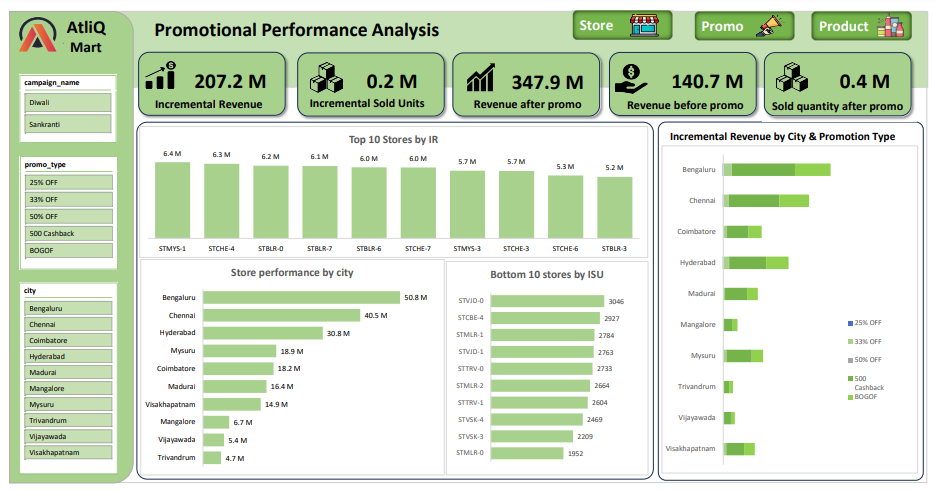 AtliQ
Mart
Promotional Performance Analysis
Store
Promo
Product
207.2 M
Incremental Revenue
0.2 M
Incremental Sold Units
347.9 M
Revenue after promo
140.7 M
Revenue before promo
0.4 M
Sold quantity after promo
campaign_name
Diwali
Sankranti
promo_type
25% OFF
33% OFF
50% OFF
500 Cashback
BOGOF
city
Bengaluru
Chennai
Coimbatore
Hyderabad
Madurai
Mangalore
Mysuru
Trivandrum
Vijayawada
Visakhapatnam
Top 10 Stores by IR
6.4 M 6.3 M 6.2 M 6.1 M 6.0 M 6.0 M 5.7 M 5.7 M 5.3 M 5.2 M
STMYS-1 STCHE-4 STBLR-0 STBLR-7 STBLR-6 STCHE-7 STMYS-3 STCHE-3 STCHE-6 STBLR-3
Store performance by city
Bengaluru 50.8 M
Chennai 40.5 M
Hyderabad 30.8 M
Mysuru 18.9 M
Coimbatore 18.2 M
Madurai 16.4 M
Visakhapatnam 14.9 M
Mangalore 6.7 M
Vijayawada 5.4 M
Trivandrum 4.7 M
Bottom 10 stores by ISU
STVJD-0 3046
STCBE-4 2927
STMLR-1 2784
STVJD-1 2763
STTRV-0 2733
STMLR-2 2664
STTRV-1 2604
STVSK-4 2469
STVSK-3 2209
STMLR-0 1952
Incremental Revenue by City & Promotion Type
Bengaluru
Chennai
Coimbatore
Hyderabad
Madurai
Mangalore
Mysuru
Trivandrum
Vijayawada
Visakhapatnam
25% OFF
33% OFF
50% OFF
500
Cashback
BOGOF